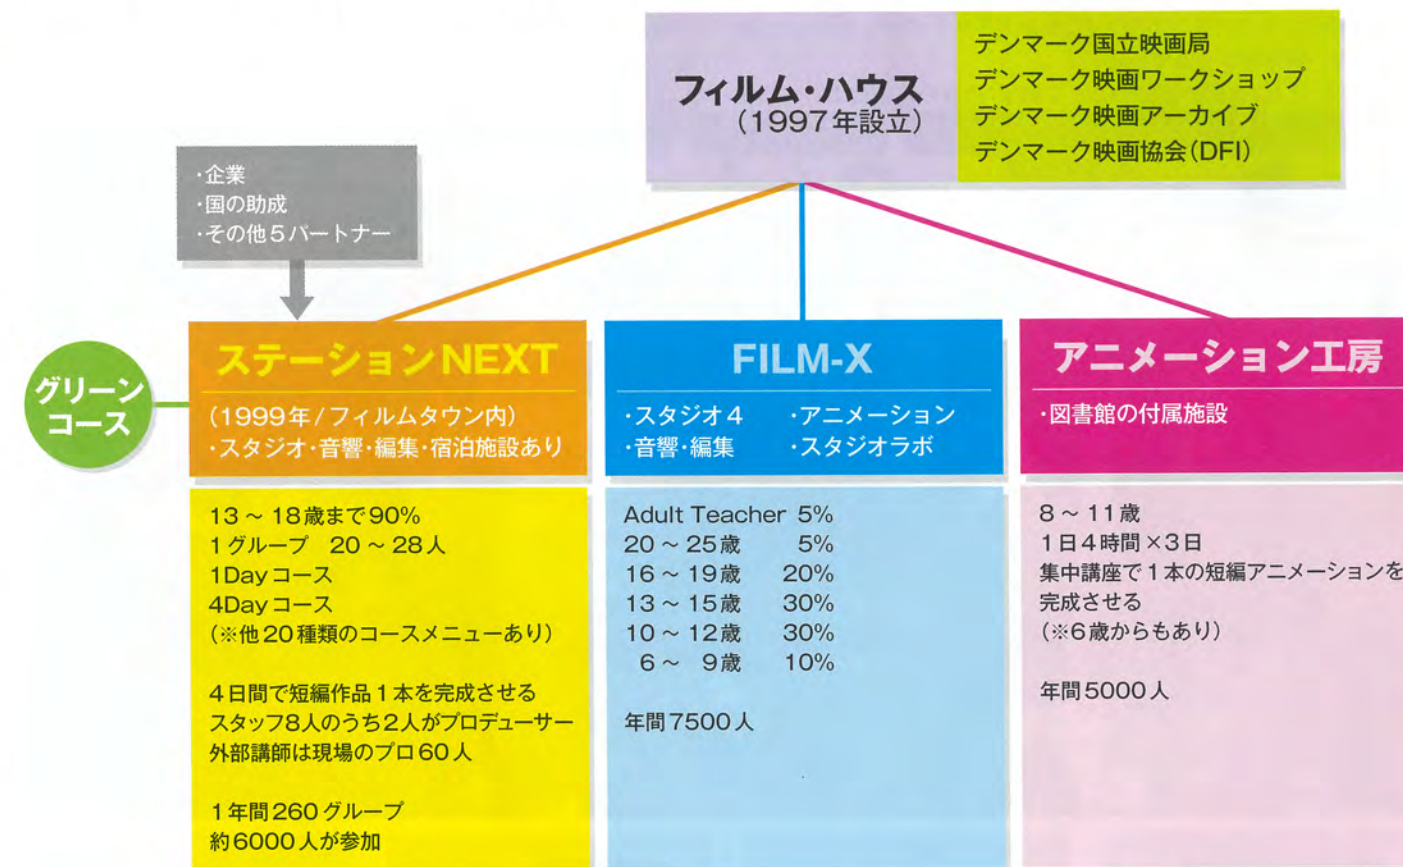 フィルム・ハウス
(1997年設立)
デンマーク国立映画局
デンマーク映画ワークショップ
デンマーク映画アーカイブ
デンマーク映画協会(DFI)
・企業
・国の助成
・その他5パートナー
グリーン
コース
ステーションNEXT
(1999年/フィルムタウン内)
・スタジオ・音響・編集・宿泊施設あり
13～18歳まで90%
1グループ 20～28人
1Dayコース
4Dayコース
(※他20種類のコースメニューあり)
4日間で短編作品1本を完成させる
スタッフ8人のうち2人がプロデューサー
外部講師は現場のプロ60人
1年間260グループ
約6000人が参加
FILM-X
・スタジオ4 ・アニメーション
・音響・編集 ・スタジオラボ
Adult Teacher 5%
20～25歳 5%
16～19歳 20%
13～15歳 30%
10～12歳 30%
6～ 9歳 10%
年間7500人
アニメーション工房
・図書館の付属施設
8～11歳
1日4時間×3日
集中講座で1本の短編アニメーションを
完成させる
(※6歳からもあり)
年間5000人